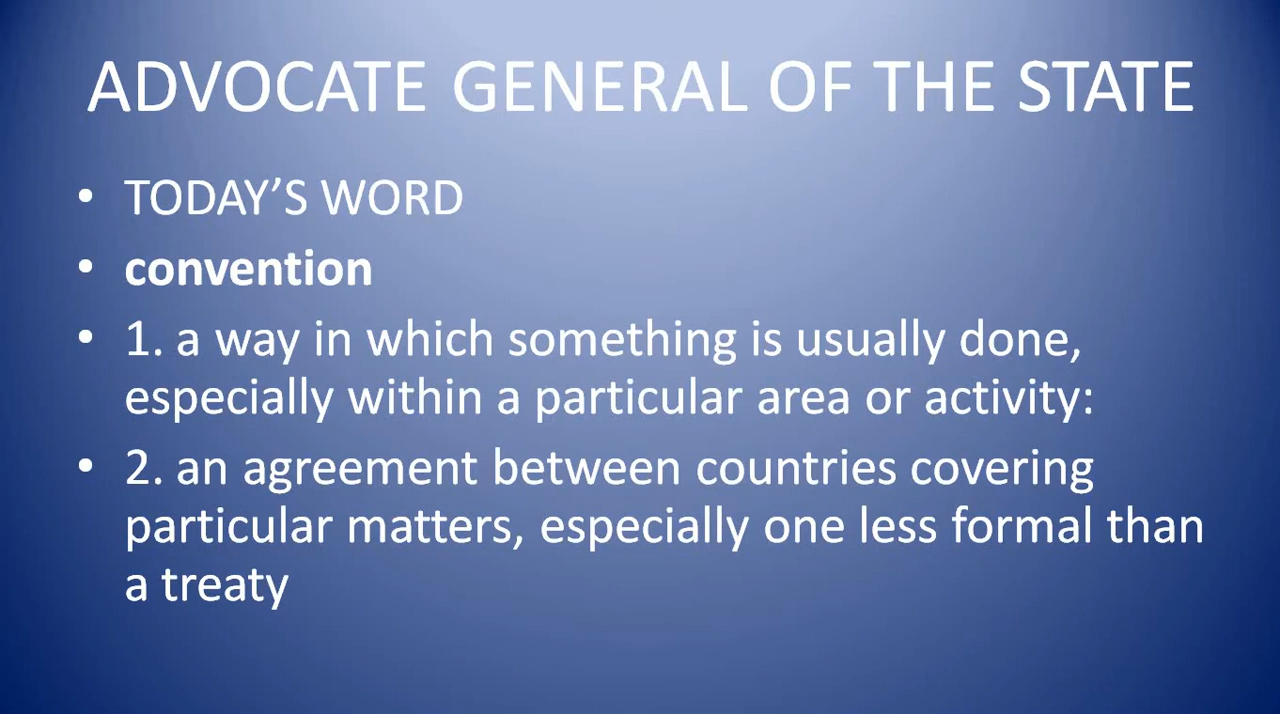 ADVOCATE GENERAL OF THE STATE
• TODAY’S WORD
• convention
• 1. a way in which something is usually done,
especially within a particular area or activity:
• 2. an agreement between countries covering
particular matters, especially one less formal than
a treaty